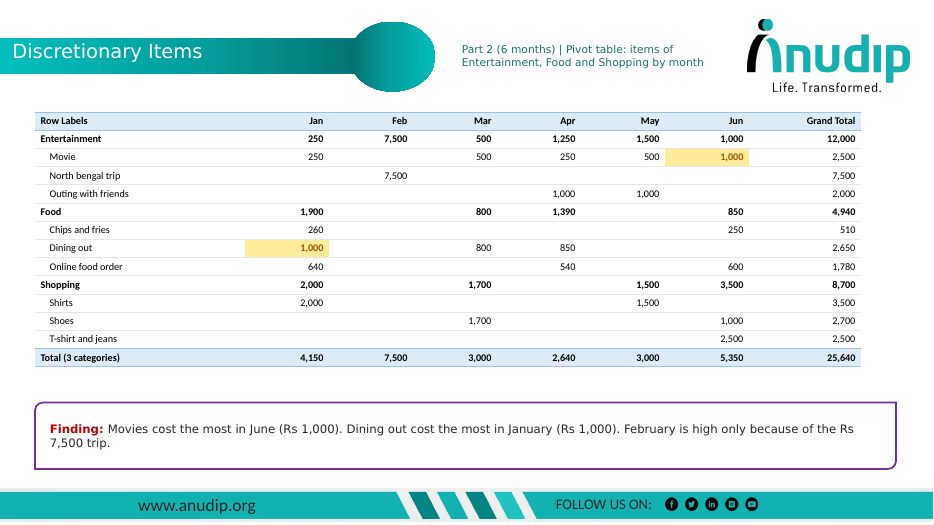 Discretionary Items
Part 2 (6 months) | Pivot table: items of
Entertainment, Food and Shopping by month
Anudip
Life. Transformed.
Row Labels Jan Feb Mar Apr May Jun Grand Total
Entertainment 250 7,500 500 1,250 1,500 1,000 12,000
Movie 250 500 250 500 1,000 2,500
North bengal trip 7,500 7,500
Outing with friends 1,000 1,000 2,000
Food 1,900 800 1,390 850 4,940
Chips and fries 260 250 510
Dining out 1,000 800 850 2,650
Online food order 640 540 600 1,780
Shopping 2,000 1,700 1,500 3,500 8,700
Shirts 2,000 1,500 3,500
Shoes 1,700 1,000 2,700
T-shirt and jeans 2,500 2,500
Total (3 categories) 4,150 7,500 3,000 2,640 3,000 5,350 25,640
Finding: Movies cost the most in June (Rs 1,000). Dining out cost the most in January (Rs 1,000). February is high only because of the Rs
7,500 trip.
www.anudip.org
FOLLOW US ON: